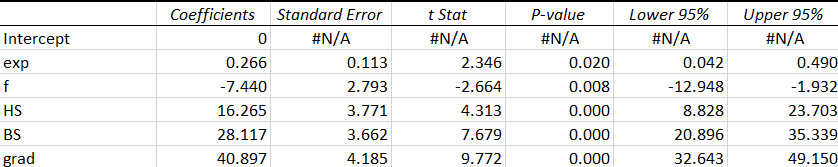 Coefficients Standard Error t Stat P-value Lower 95% Upper 95%
Intercept 0 #N/A #N/A #N/A #N/A #N/A
exp 0.266 0.113 2.346 0.020 0.042 0.490
f -7.440 2.793 -2.664 0.008 -12.948 -1.932
HS 16.265 3.771 4.313 0.000 8.828 23.703
BS 28.117 3.662 7.679 0.000 20.896 35.339
grad 40.897 4.185 9.772 0.000 32.643 49.150